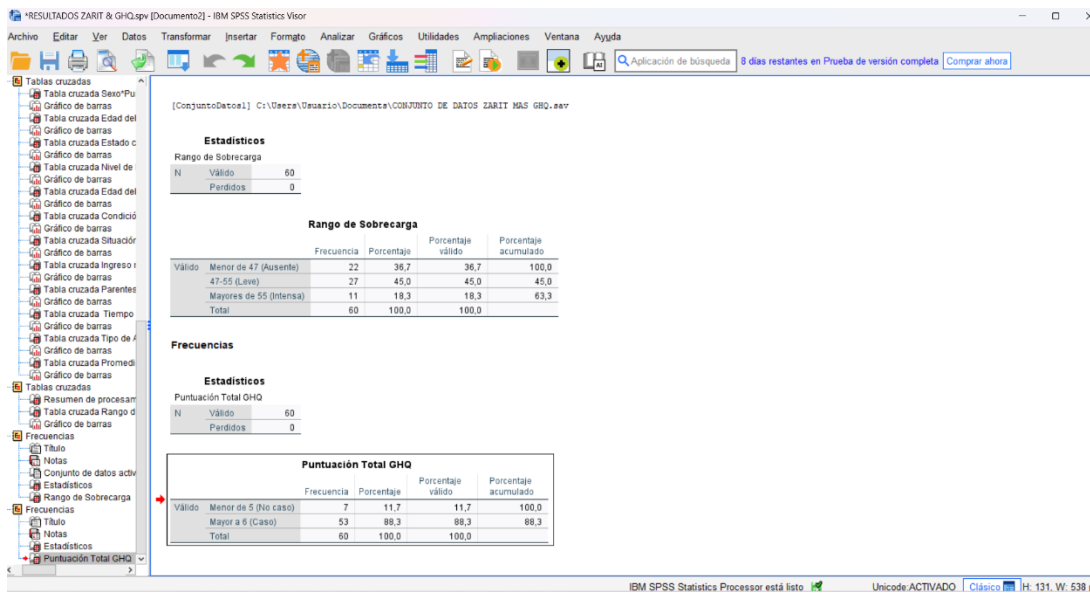 *RESULTADOS ZARIT & GHQ.spv [Documento2] - IBM SPSS Statistics Visor
Archivo Editar Ver Datos Transformar Insertar Formato Analizar Gráficos Utilidades Ampliaciones Ventana Ayuda
Aplicación de búsqueda 8 días restantes en Prueba de versión completa Comprar ahora
Tablas cruzadas
Tabla cruzada Sexo*Pu
Gráfico de barras
Tabla cruzada Edad del
Gráfico de barras
Tabla cruzada Estado c
Gráfico de barras
Tabla cruzada Nivel de
Gráfico de barras
Tabla cruzada Edad del
Gráfico de barras
Tabla cruzada Condició
Gráfico de barras
Tabla cruzada Situación
Gráfico de barras
Tabla cruzada Ingreso r
Gráfico de barras
Tabla cruzada Parentes
Gráfico de barras
Tabla cruzada Tiempo
Gráfico de barras
Tabla cruzada Tipo de A
Gráfico de barras
Tabla cruzada Promedi
Gráfico de barras
Tablas cruzadas
Resumen de procesam
Tabla cruzada Rango d
Gráfico de barras
Frecuencias
Título
Notas
Conjunto de datos activ
Estadísticos
Rango de Sobrecarga
Frecuencias
Título
Notas
Estadísticos
Puntuación Total GHQ
[ConjuntoDatos1] C:\Users\Usuario\Documents\CONJUNTO DE DATOS ZARIT MAS GHQ.sav
Estadísticos
Rango de Sobrecarga
N Válido 60
Perdidos 0
Rango de Sobrecarga
Frecuencia Porcentaje Porcentaje válido Porcentaje acumulado
Válido Menor de 47 (Ausente) 22 36,7 36,7 100,0
47-55 (Leve) 27 45,0 45,0 45,0
Mayores de 55 (Intensa) 11 18,3 18,3 63,3
Total 60 100,0 100,0
Frecuencias
Estadísticos
Puntuación Total GHQ
N Válido 60
Perdidos 0
Puntuación Total GHQ
Frecuencia Porcentaje Porcentaje válido Porcentaje acumulado
Válido Menor de 5 (No caso) 7 11,7 11,7 100,0
Mayor a 6 (Caso) 53 88,3 88,3 88,3
Total 60 100,0 100,0
IBM SPSS Statistics Processor está listo Unicode:ACTIVADO Clásico H: 131, W: 538